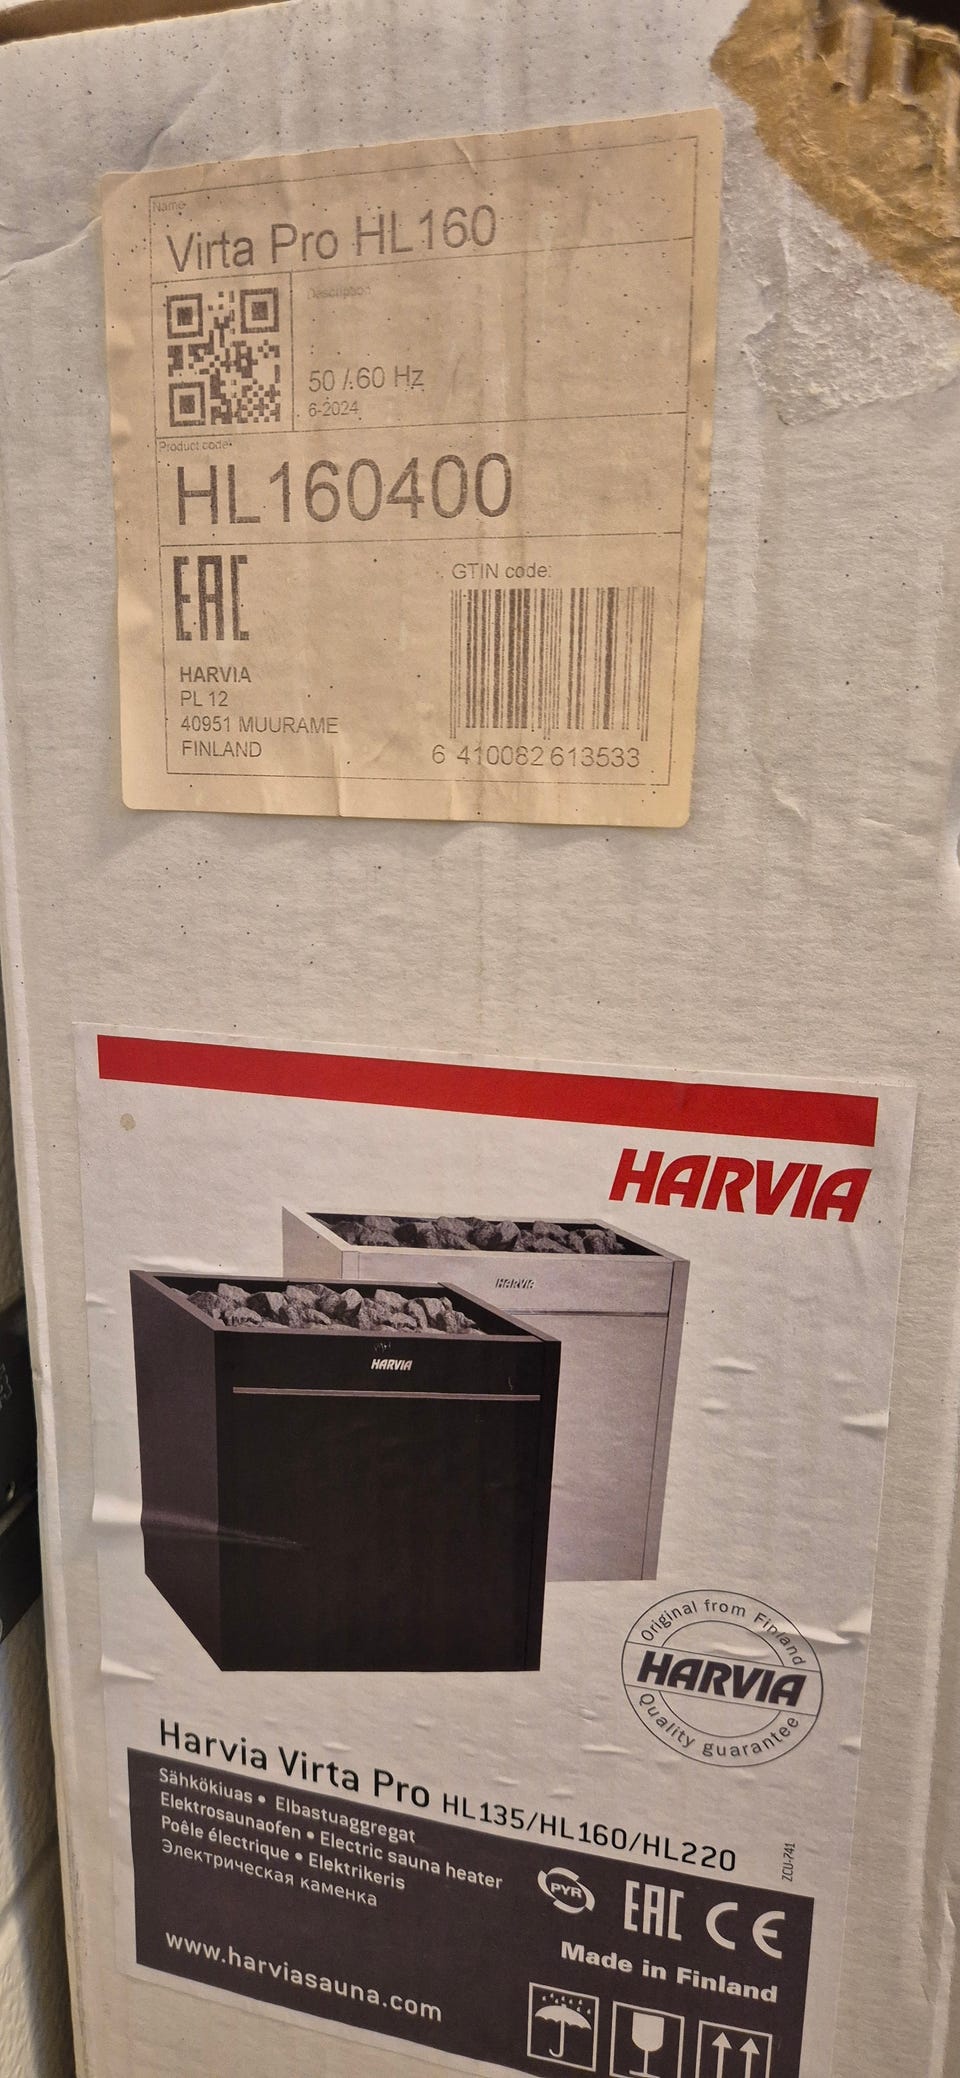 Name
Virta Pro HL160
Description
50 / 60 Hz
6-2024
Product code
HL160400
EAC
GTIN code:
HARVIA
PL 12
40951 MUURAME
FINLAND
6 410082 613533
HARVIA
HARVIA
HARVIA
Original from Finland
HARVIA
Quality guarantee
Harvia Virta Pro HL135/HL160/HL220
Sähkökiuas • Elbastuaggregat
Elektrosaunaofen • Electric sauna heater
Poêle électrique • Elektrikeris
Электрическая каменка
ZCU-741
PYR
EAC CE
Made in Finland
www.harviasauna.com